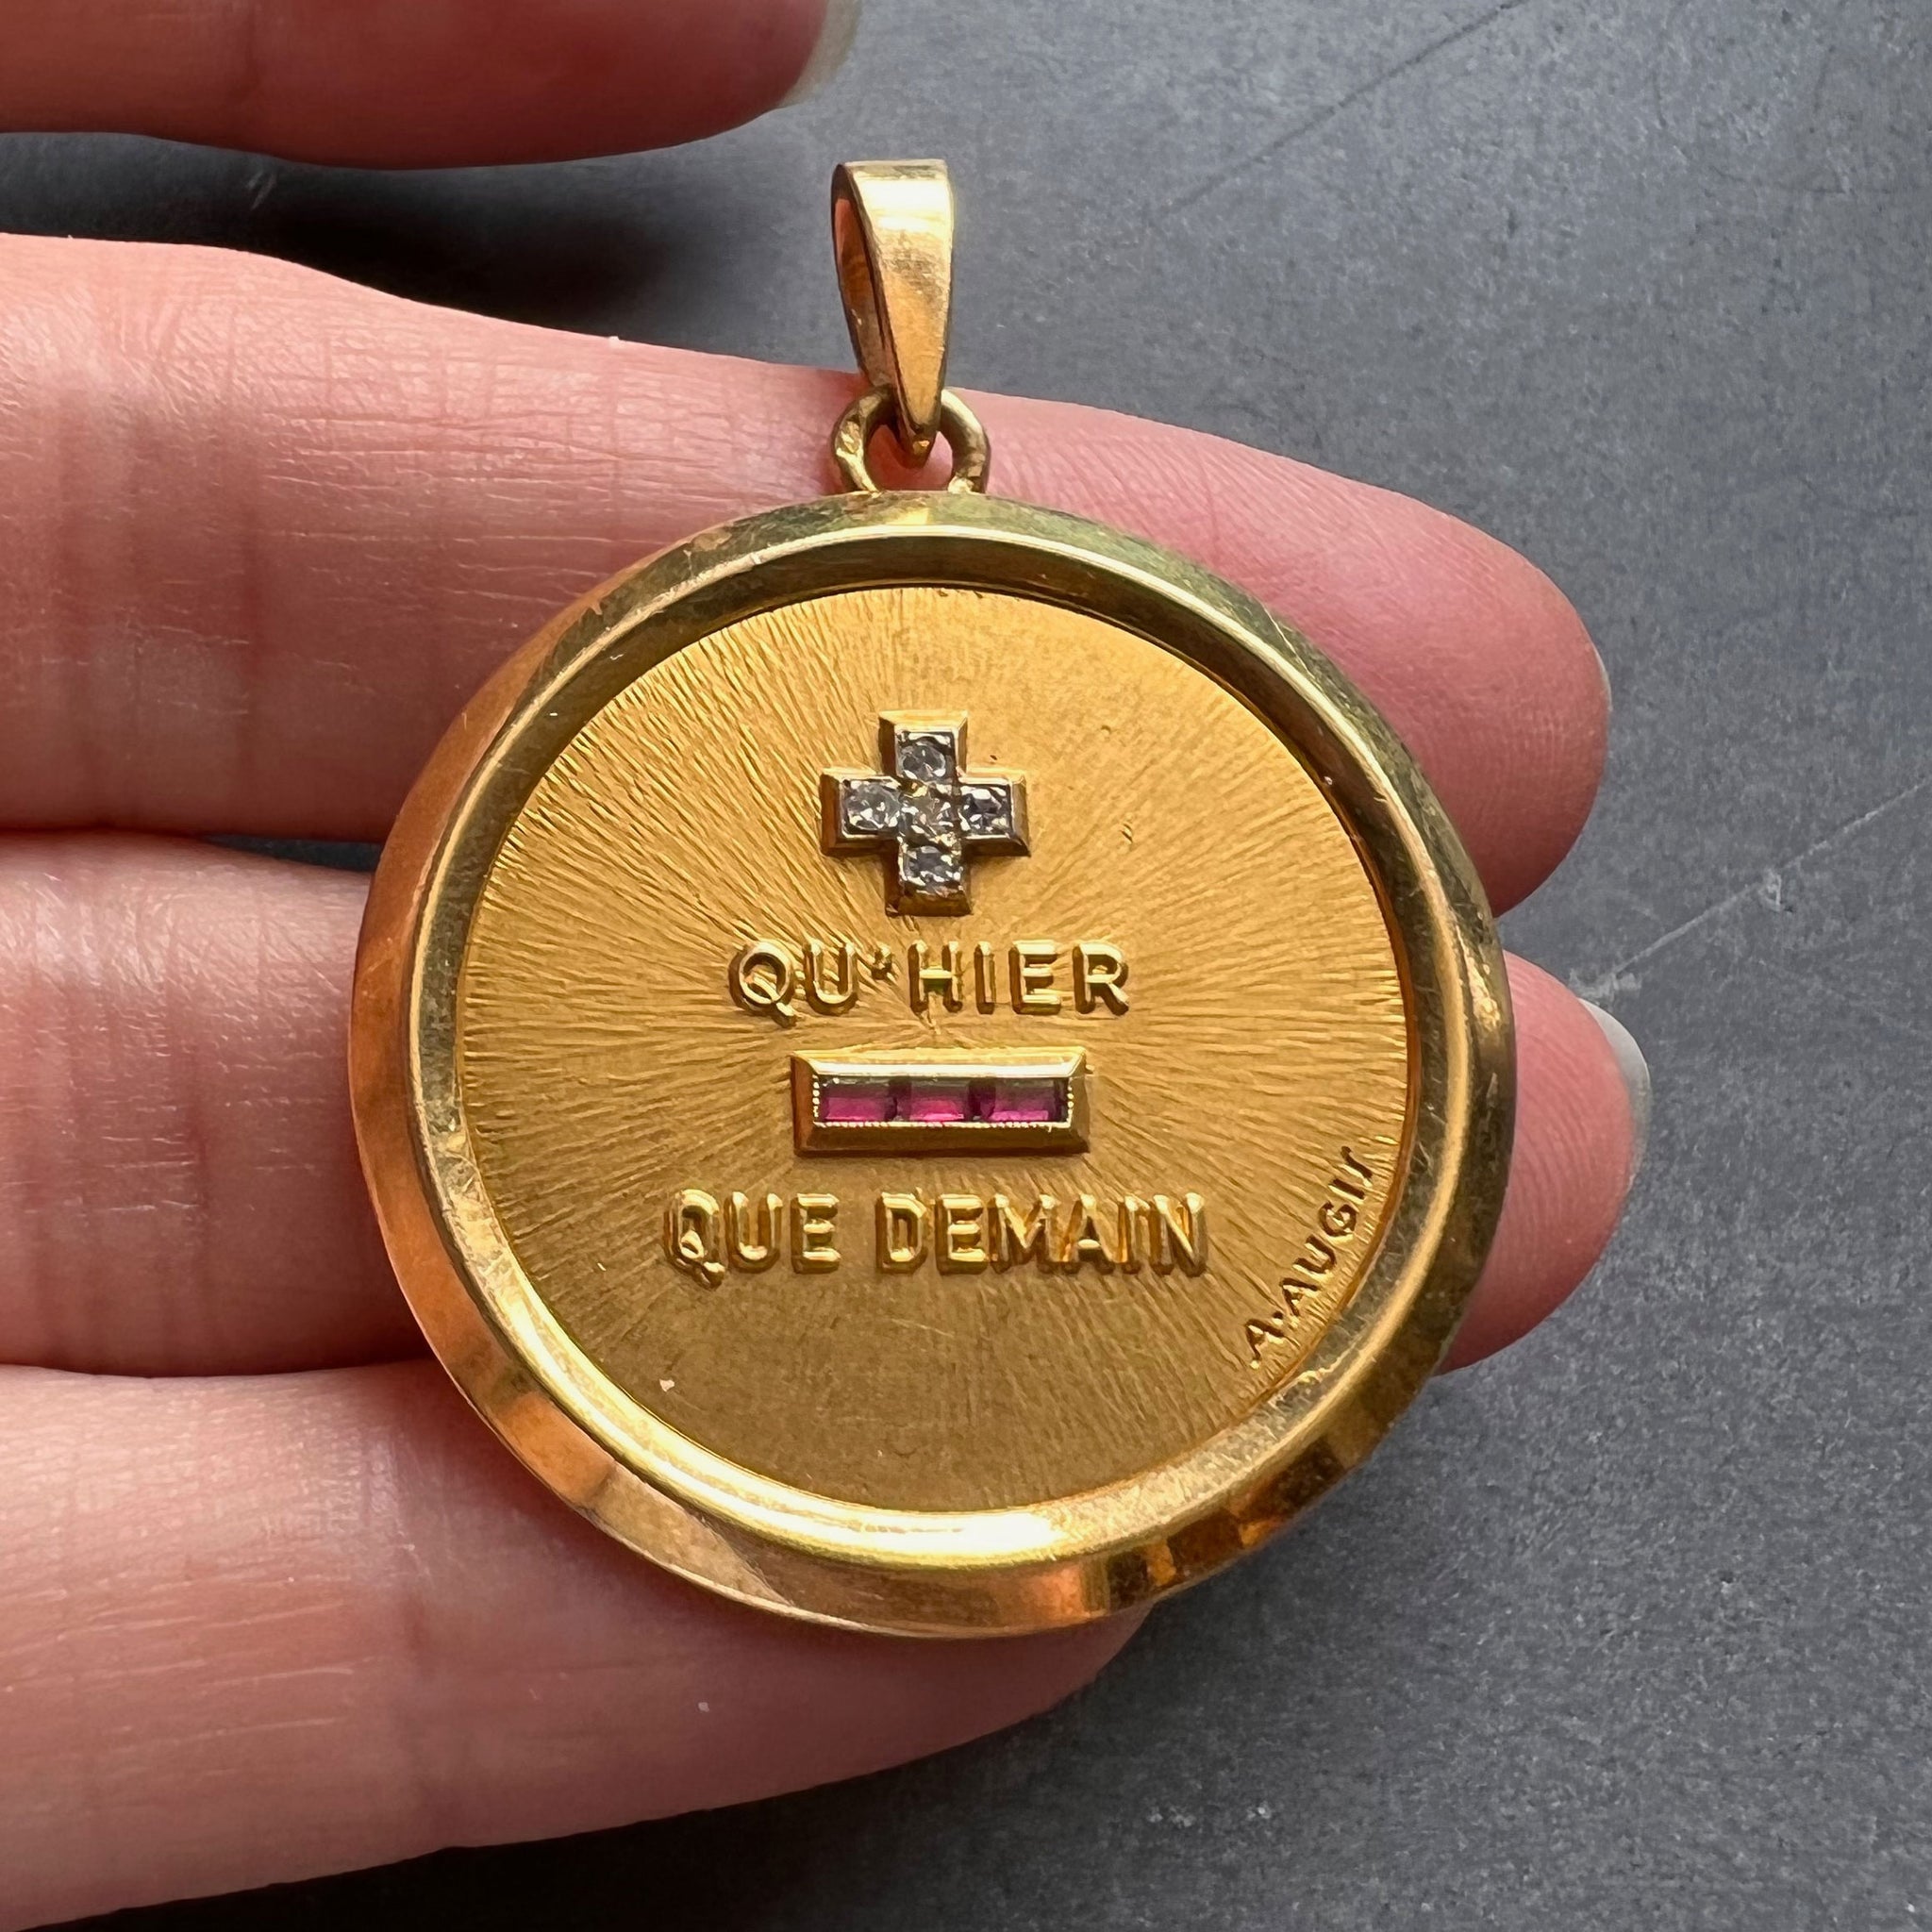 +
QU'HIER
-
QUE DEMAIN
A·AUGIS